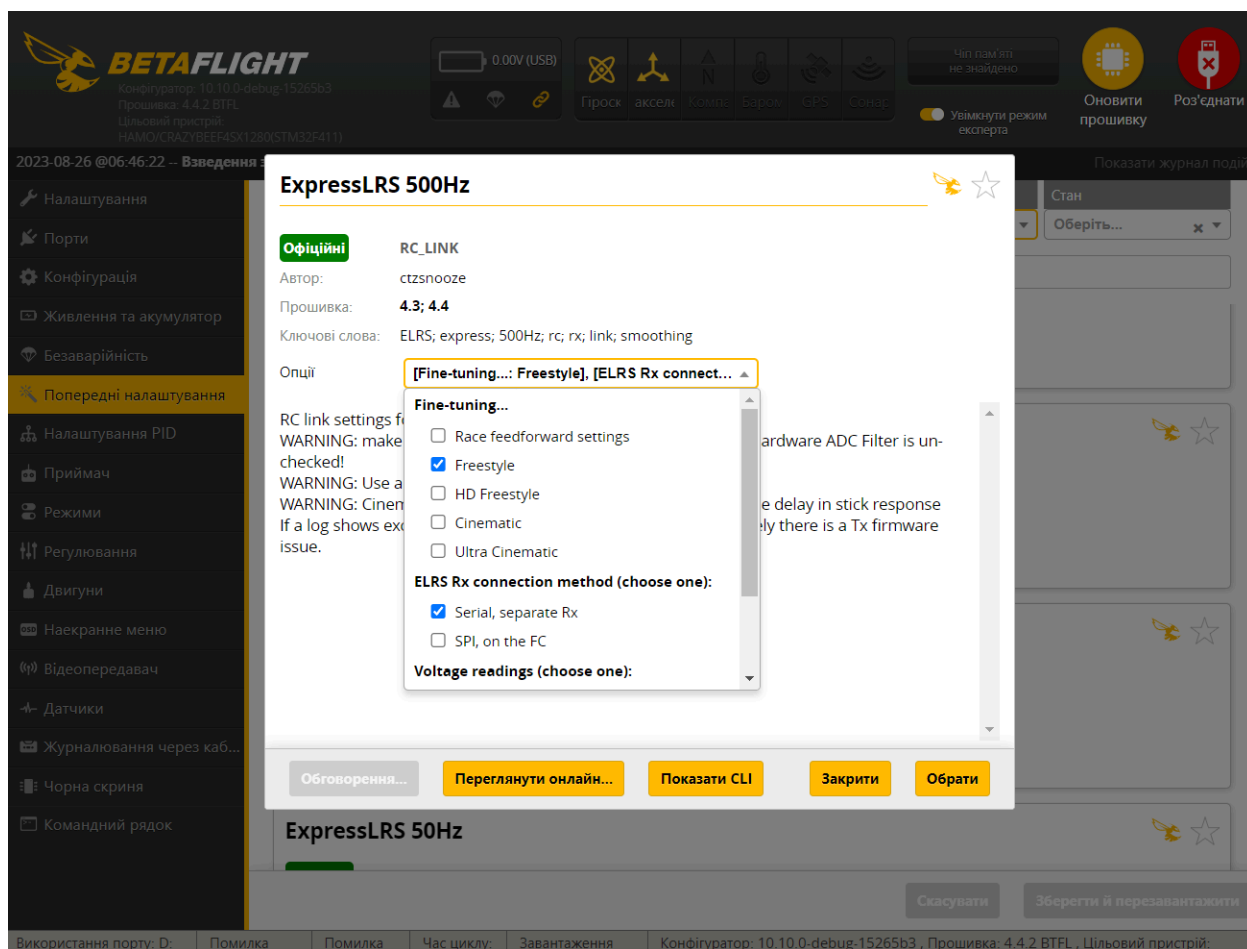 BETAFLIGHT
Конфігуратор: 10.10.0-debug-15265b3
Прошивка: 4.4.2 BTFL
Цільовий пристрій:
HAMO/CRAZYBEEF4SX1280(STM32F411)
0.00V (USB)
Гіроск
акселе
Компа
Баром
GPS
Сонар
Чіп пам'яті
не знайдено
Увімкнути режим
експерта
Оновити
прошивку
Роз'єднати
2023-08-26 @06:46:22 -- Взведення з
Показати журнал подій
Налаштування
Порти
Конфігурація
Живлення та акумулятор
Безаварійність
Попередні налаштування
Налаштування PID
Приймач
Режими
Регулювання
Двигуни
Наекранне меню
Відеопередавач
Датчики
Журналювання через каб...
Чорна скриня
Командний рядок
Стан
Оберіть...
ExpressLRS 500Hz
Офіційні
RC_LINK
Автор:
ctzsnooze
Прошивка:
4.3; 4.4
Ключові слова:
ELRS; express; 500Hz; rc; rx; link; smoothing
Опції
[Fine-tuning...: Freestyle], [ELRS Rx connect...
Fine-tuning...
Race feedforward settings
Freestyle
HD Freestyle
Cinematic
Ultra Cinematic
ELRS Rx connection method (choose one):
Serial, separate Rx
SPI, on the FC
Voltage readings (choose one):
RC link settings f
WARNING: make
ardware ADC Filter is un-
checked!
WARNING: Use a
WARNING: Cinem
e delay in stick response
If a log shows exc
ely there is a Tx firmware
issue.
Обговорення...
Переглянути онлайн...
Показати CLI
Закрити
Обрати
ExpressLRS 50Hz
Скасувати
Зберегти й перезавантажити
Використання порту: D:
Помилка
Помилка
Час циклу:
Завантаження
Конфігуратор: 10.10.0-debug-15265b3 , Прошивка: 4.4.2 BTFL , Цільовий пристрій: